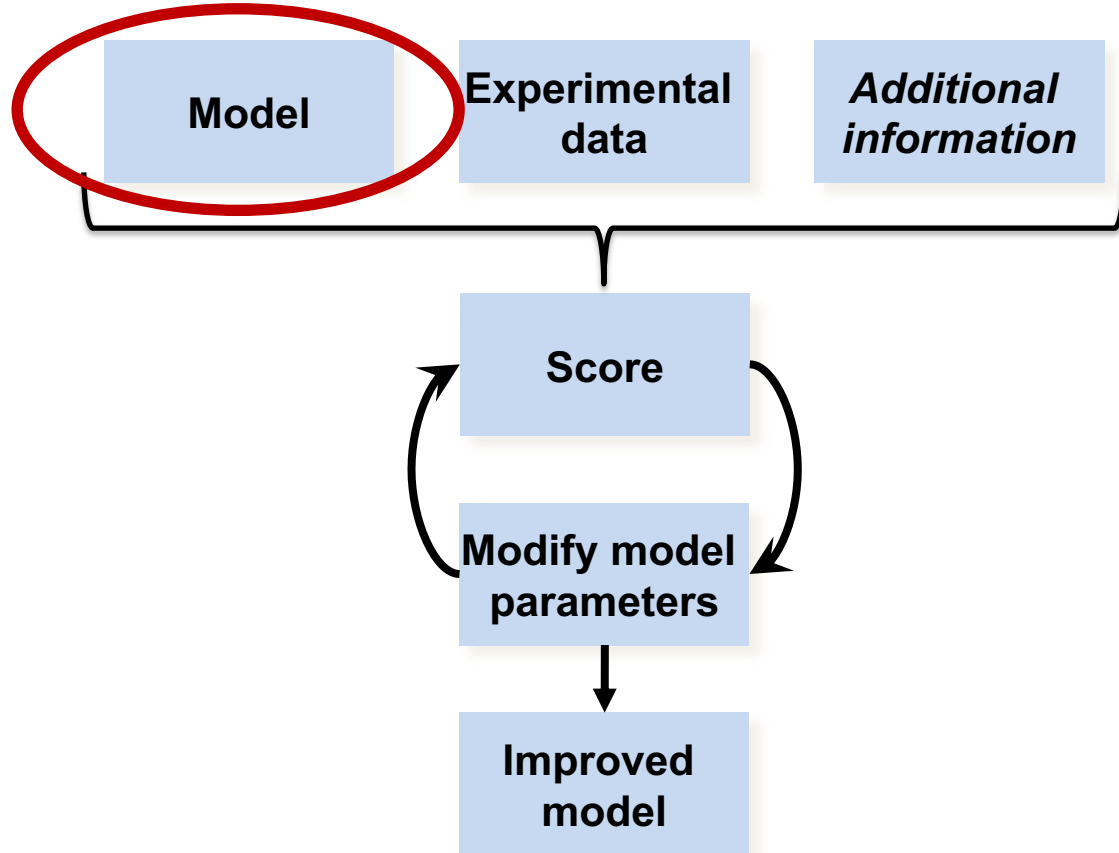 Model
Experimental
data
Additional
information
Score
Modify model
parameters
Improved
model